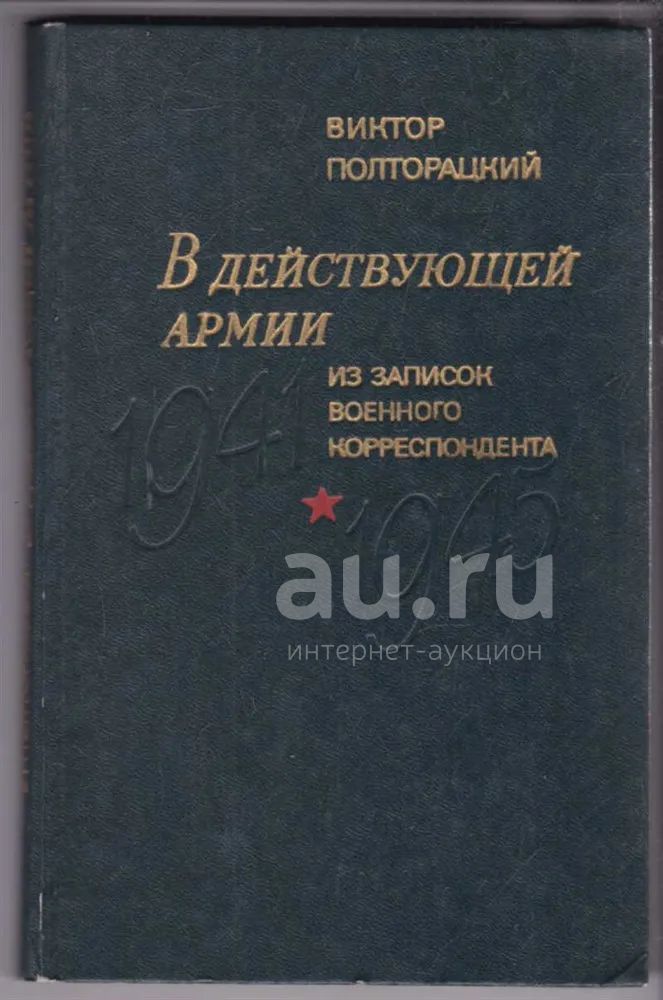 ВИКТОР
ПОЛТОРАЦКИЙ
В ДЕЙСТВУЮЩЕЙ
АРМИИ
ИЗ ЗАПИСОК
ВОЕННОГО
КОРРЕСПОНДЕНТА
1941
1945
au.ru
интернет-аукцион